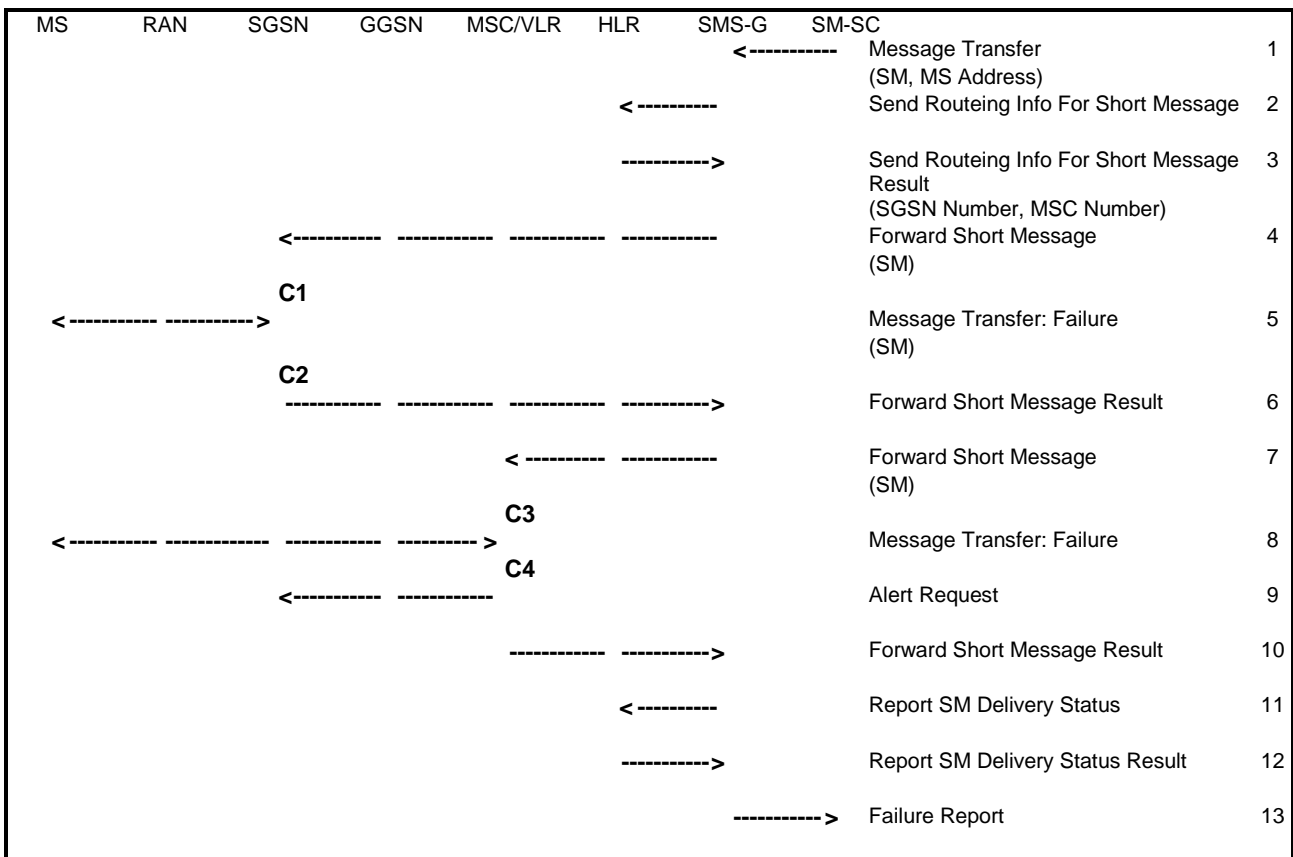 MS RAN SGSN GGSN MSC/VLR HLR SMS-G SM-SC
Message Transfer 1
(SM, MS Address)
Send Routeing Info For Short Message 2
Send Routeing Info For Short Message 3
Result
(SGSN Number, MSC Number)
Forward Short Message 4
(SM)
C1
Message Transfer: Failure 5
(SM)
C2
Forward Short Message Result 6
Forward Short Message 7
(SM)
C3
Message Transfer: Failure 8
C4
Alert Request 9
Forward Short Message Result 10
Report SM Delivery Status 11
Report SM Delivery Status Result 12
Failure Report 13